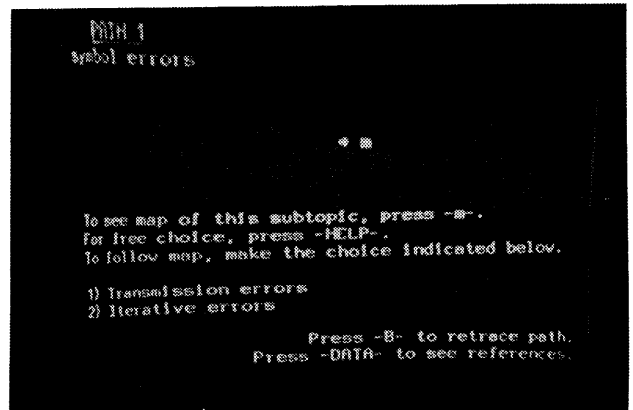 PATH 1
symbol errors
To see map of this subtopic, press -m-.
For free choice, press -HELP-.
To follow map, make the choice indicated below.
1) Transmission errors
2) Iterative errors
Press -B- to retrace path.
Press -DATA- to see references.